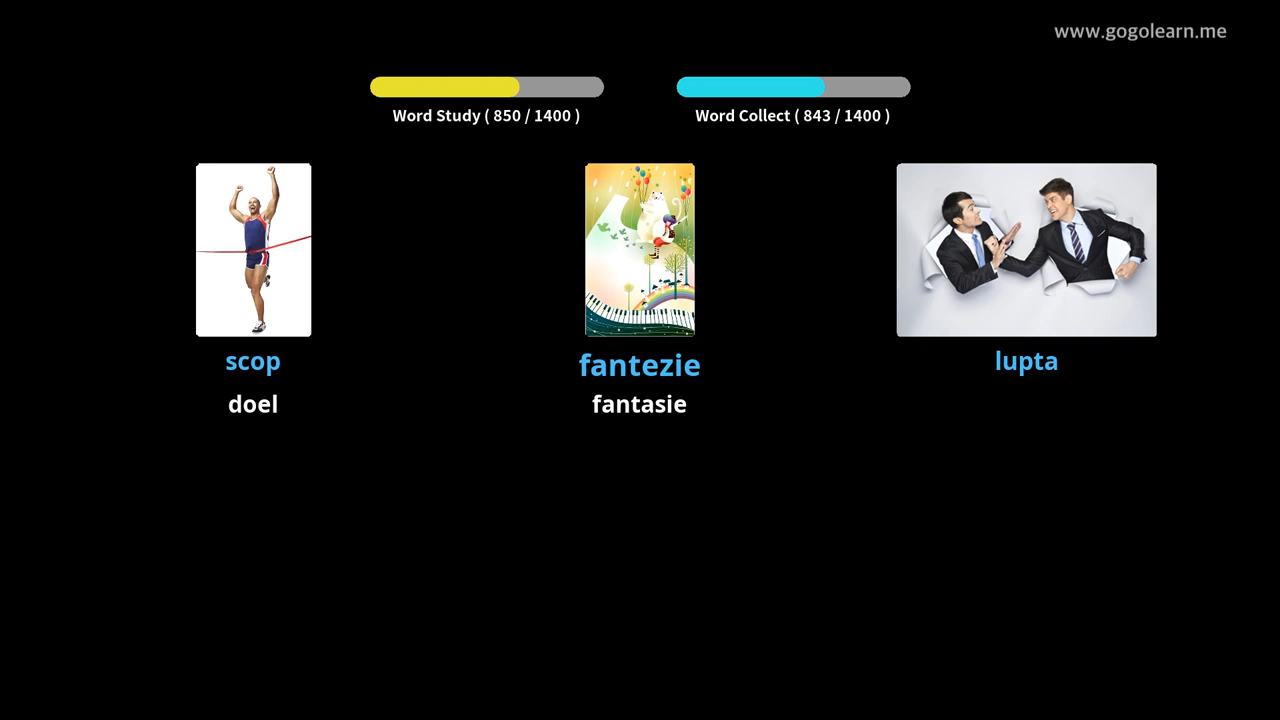 www.gogolearn.me
Word Study ( 850 / 1400 )
Word Collect ( 843 / 1400 )
scop
fantezie
lupta
doel
fantasie